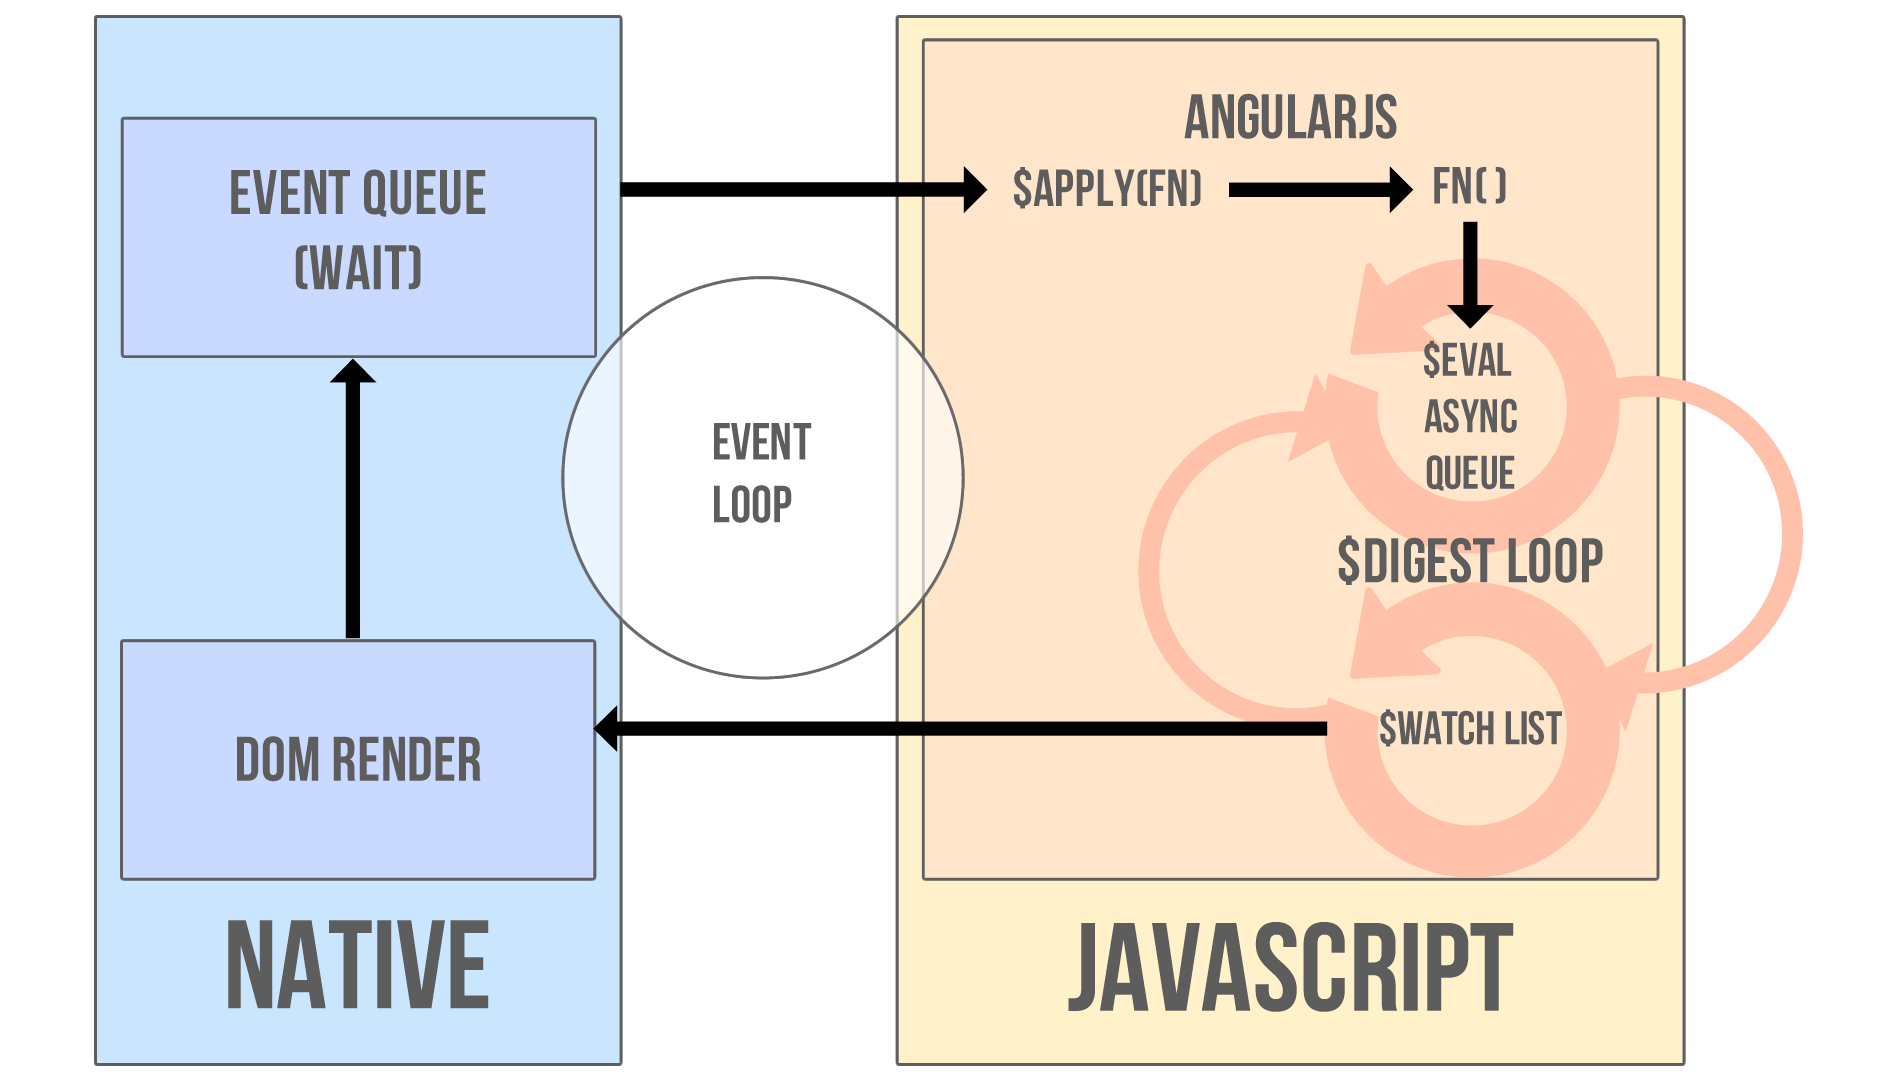 EVENT QUEUE
(WAIT)
DOM RENDER
NATIVE
EVENT
LOOP
ANGULARJS
$APPLY(FN)
FN( )
$EVAL
ASYNC
QUEUE
$DIGEST LOOP
$WATCH LIST
JAVASCRIPT